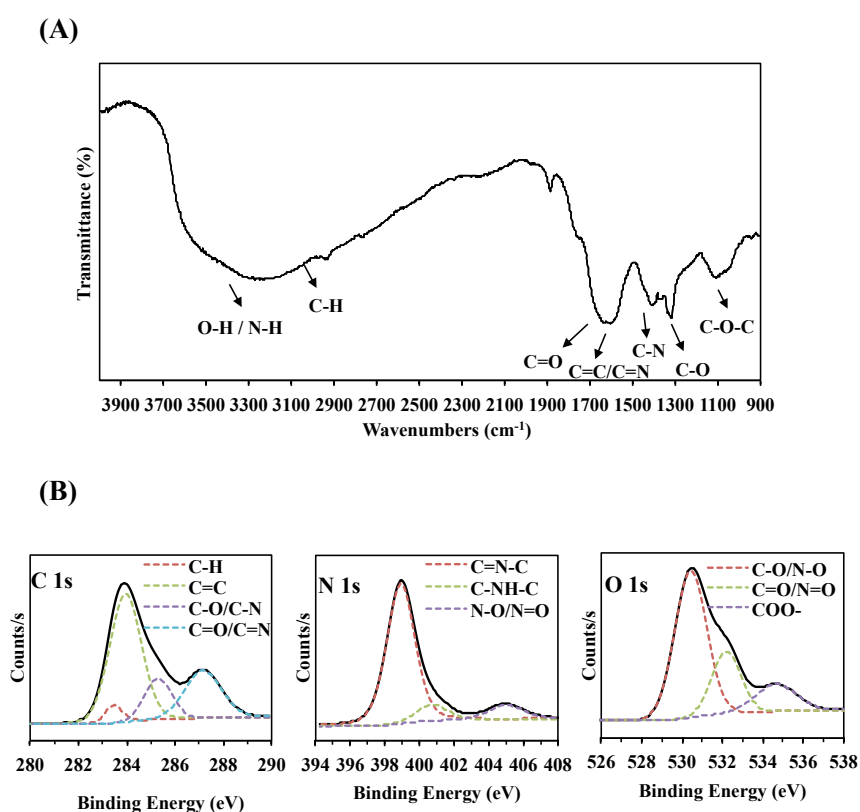 (A)
Transmittance (%)
O-H / N-H
C-H
C=O
C=C/C=N
C-N
C-O
C-O-C
3900 3700 3500 3300 3100 2900 2700 2500 2300 2100 1900 1700 1500 1300 1100 900
Wavenumbers (cm-1)
(B)
C 1s
C-H
C=C
C-O/C-N
C=O/C=N
Counts/s
280 282 284 286 288 290
Binding Energy (eV)
N 1s
C=N-C
C-NH-C
N-O/N=O
Counts/s
394 396 398 400 402 404 406 408
Binding Energy (eV)
O 1s
C-O/N-O
C=O/N=O
COO-
Counts/s
526 528 530 532 534 536 538
Binding Energy (eV)